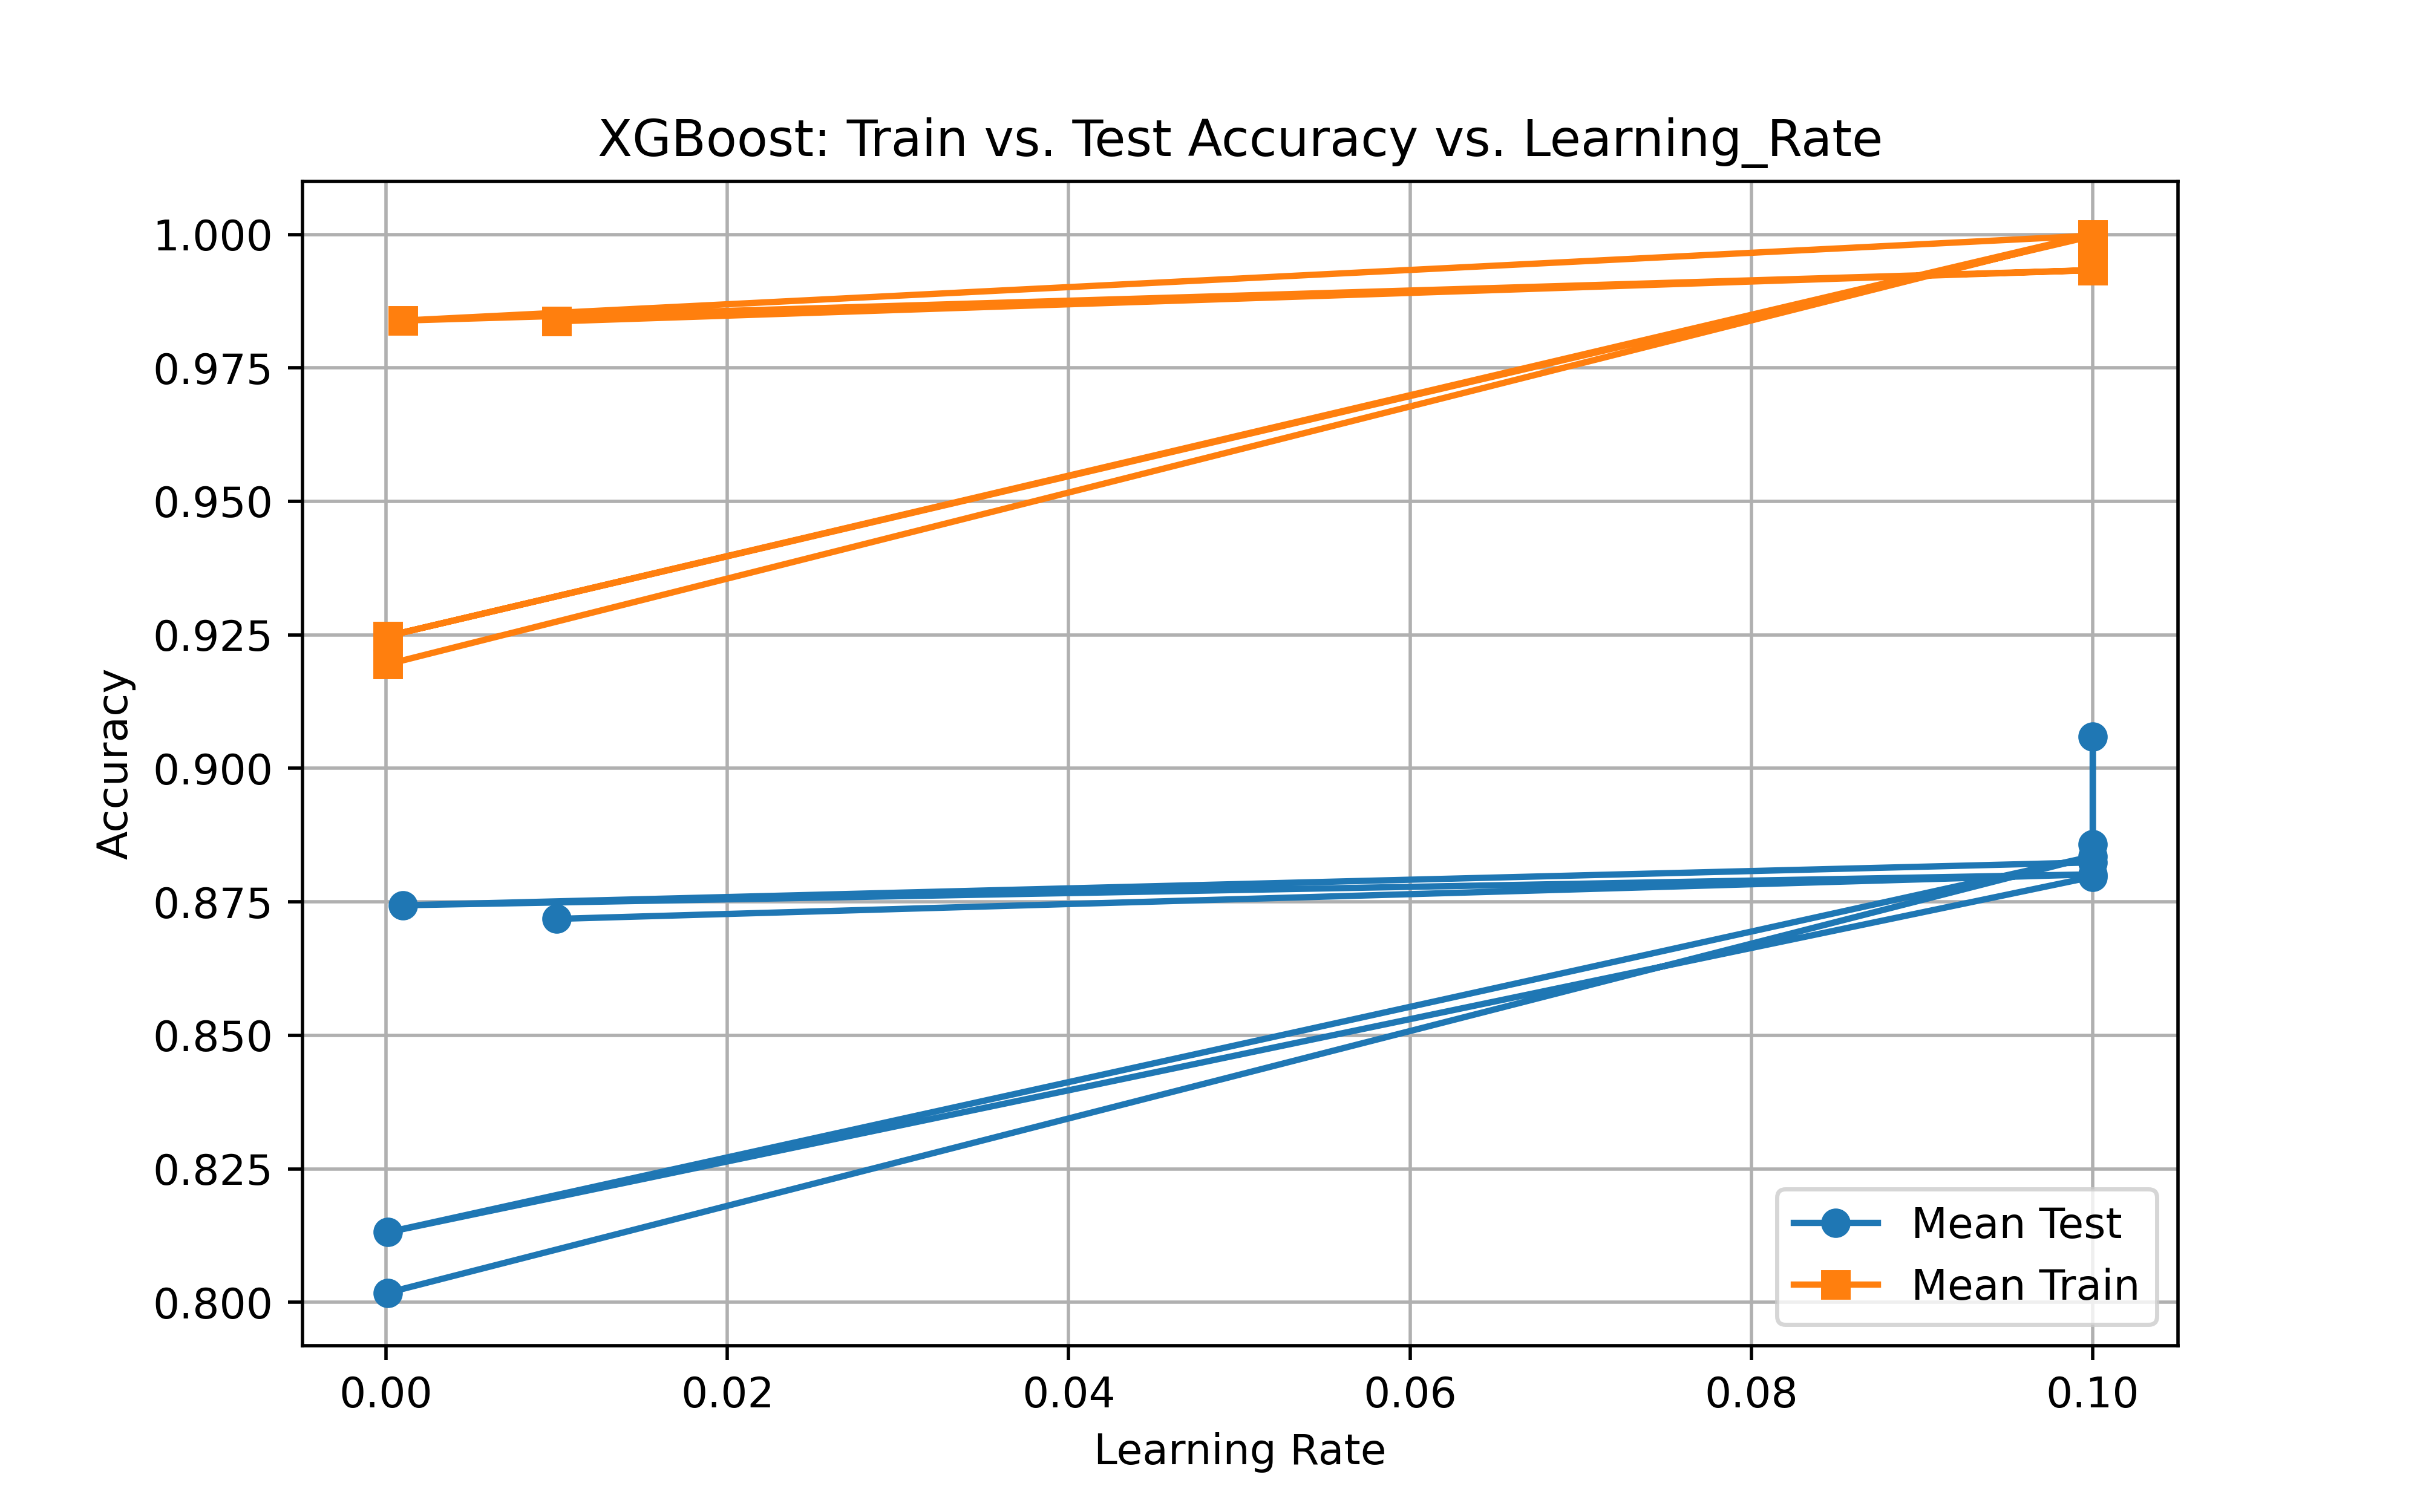 XGBoost: Train vs. Test Accuracy vs. Learning_Rate
1.000
0.975
0.950
0.925
0.900
0.875
0.850
0.825
0.800
Accuracy
Mean Test
Mean Train
0.00 0.02 0.04 0.06 0.08 0.10
Learning Rate